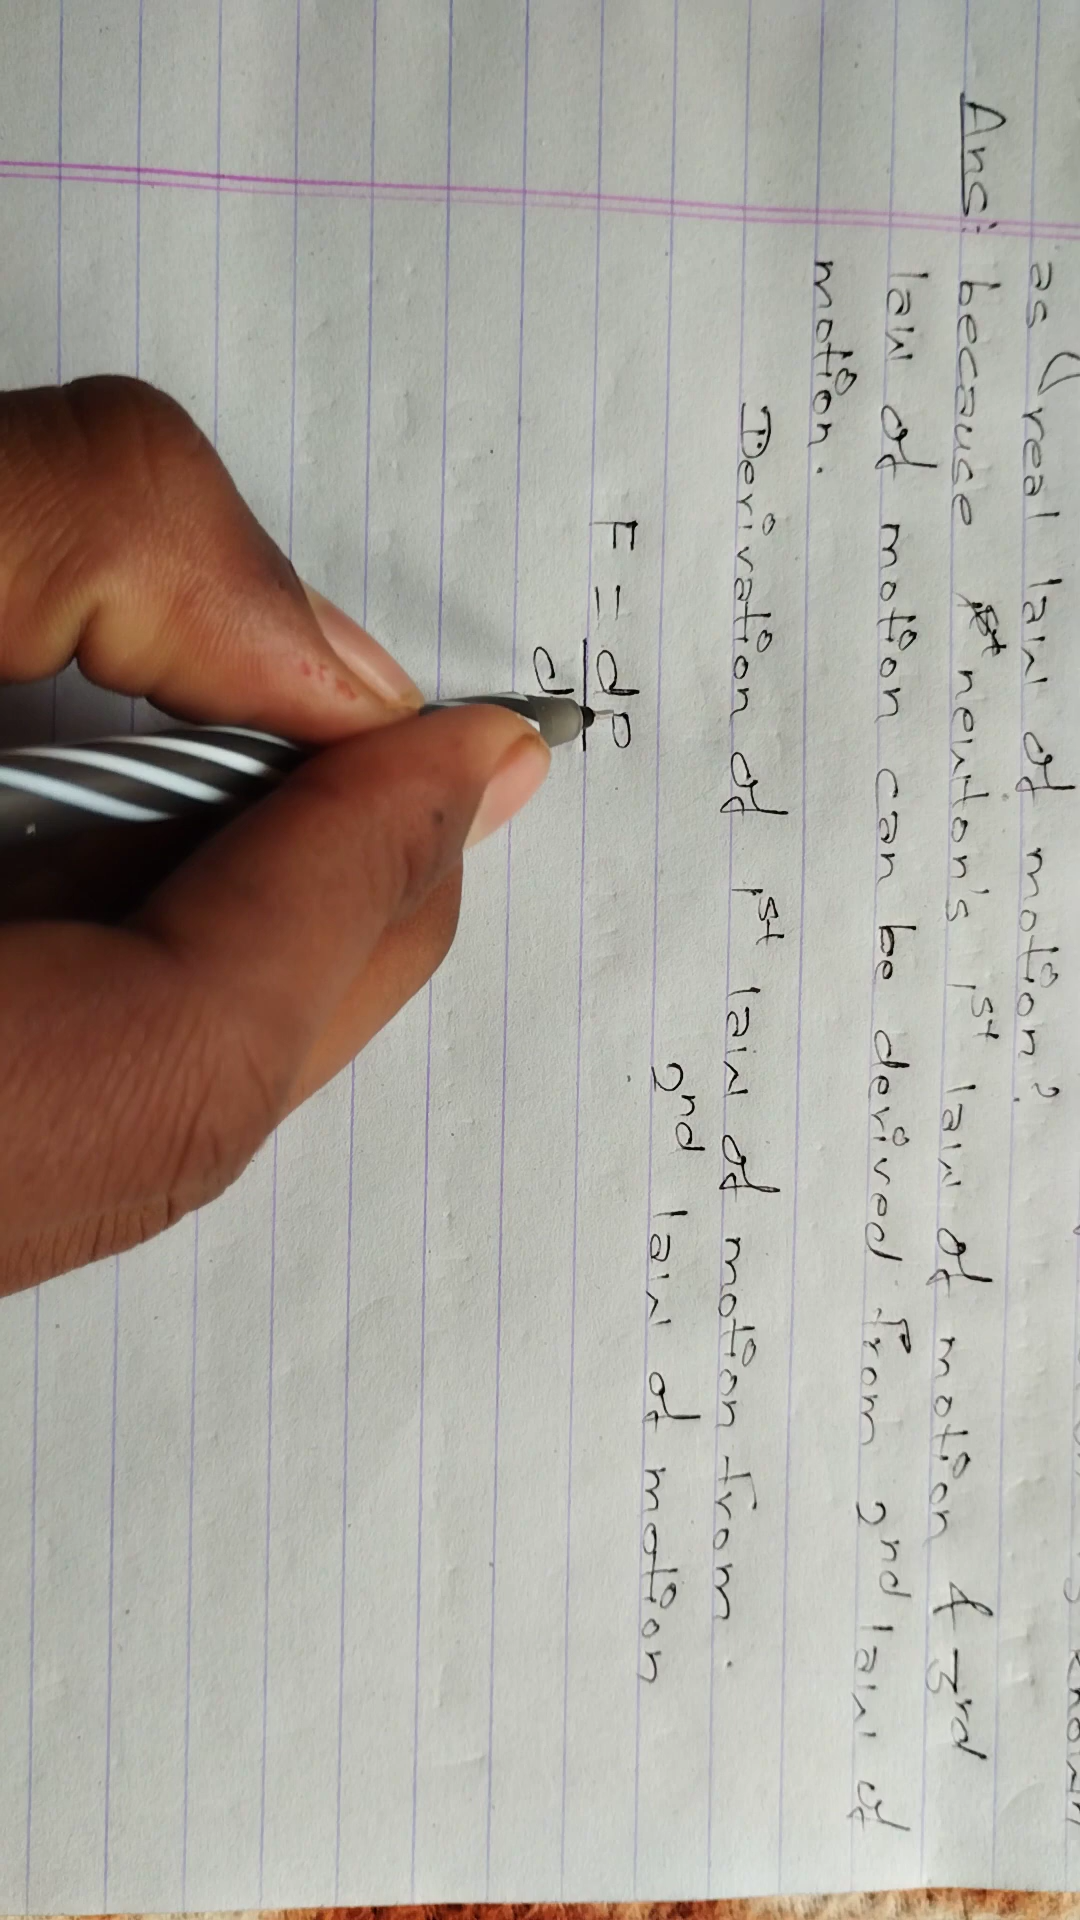 as real law of motion?
Ans: because newton's 1st law of motion & 3rd
law of motion can be derived from 2nd law of
motion.
Derivation of 1st law of motion from
2nd law of motion
F = dP
d